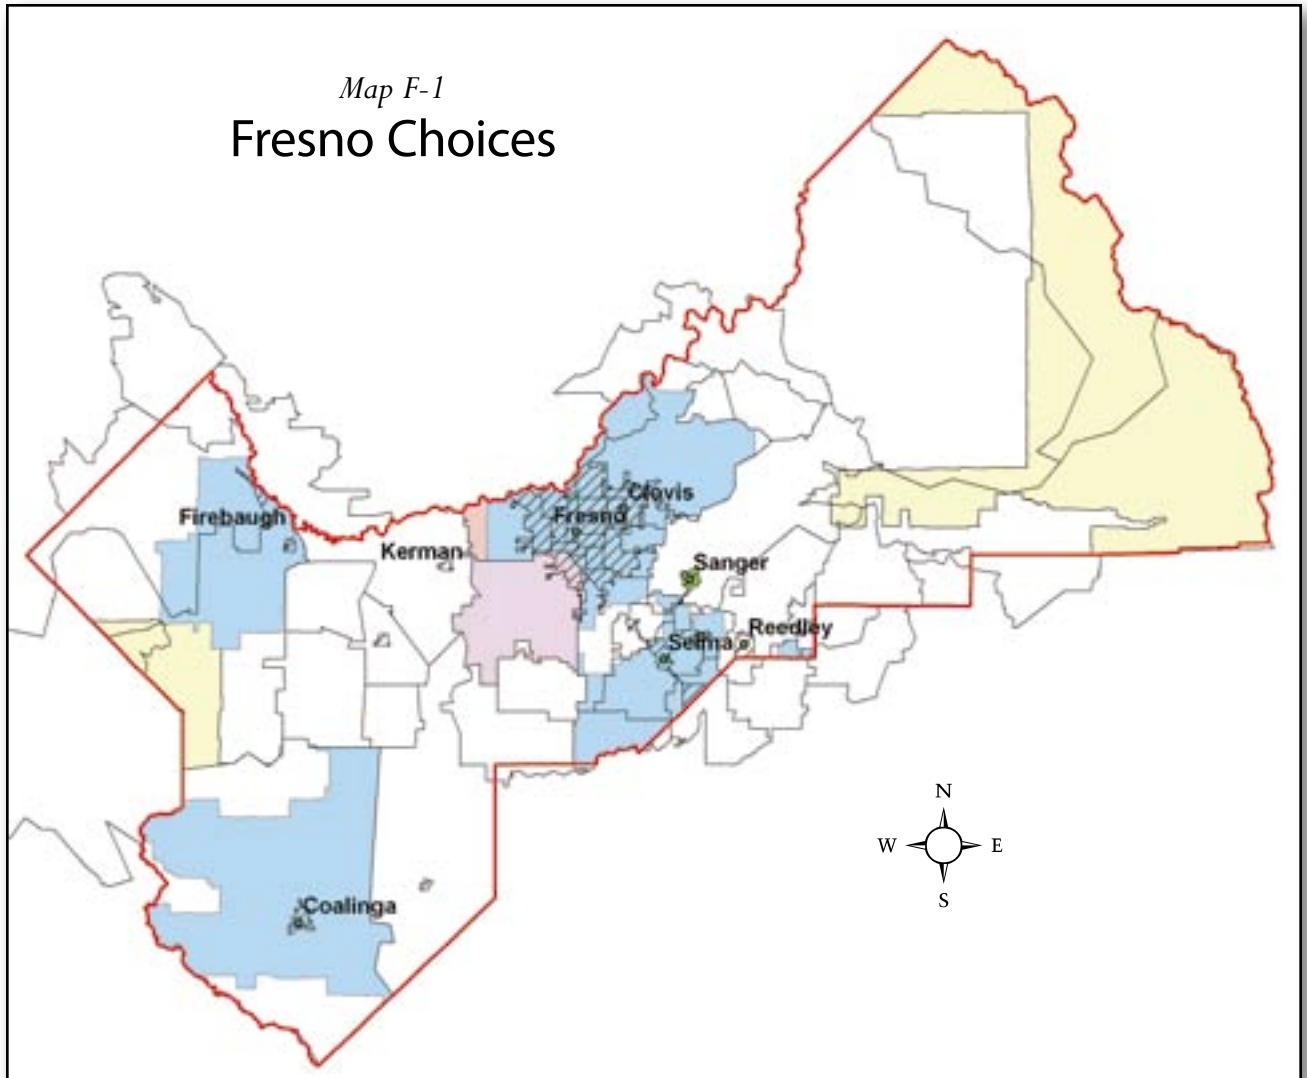 Map F-1
Fresno Choices
Clovis
Firebaugh
Fresno
Kerman
Sanger
Reedley
Selma
N
W
E
S
Coalinga